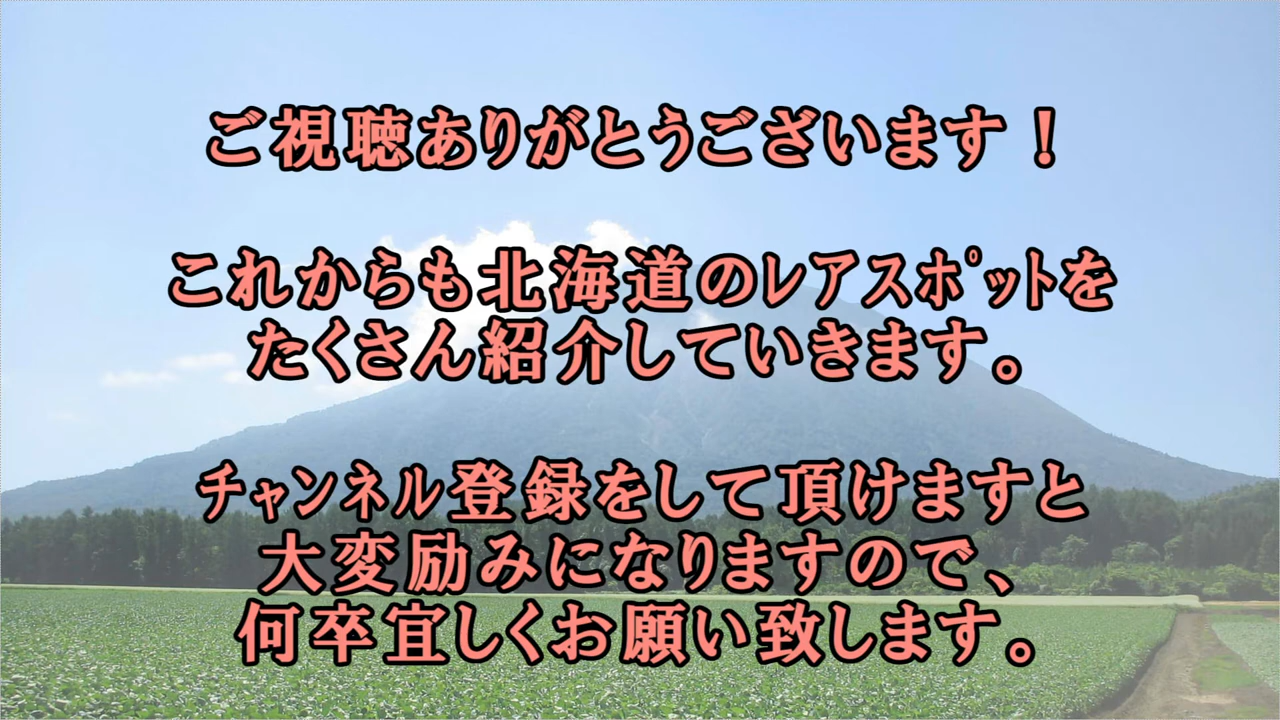 ご視聴ありがとうございます！
これからも北海道のﾚｱｽﾎﾟｯﾄを
たくさん紹介していきます。
ﾁｬﾝﾈﾙ登録をして頂けますと
大変励みになりますので、
何卒宜しくお願い致します。